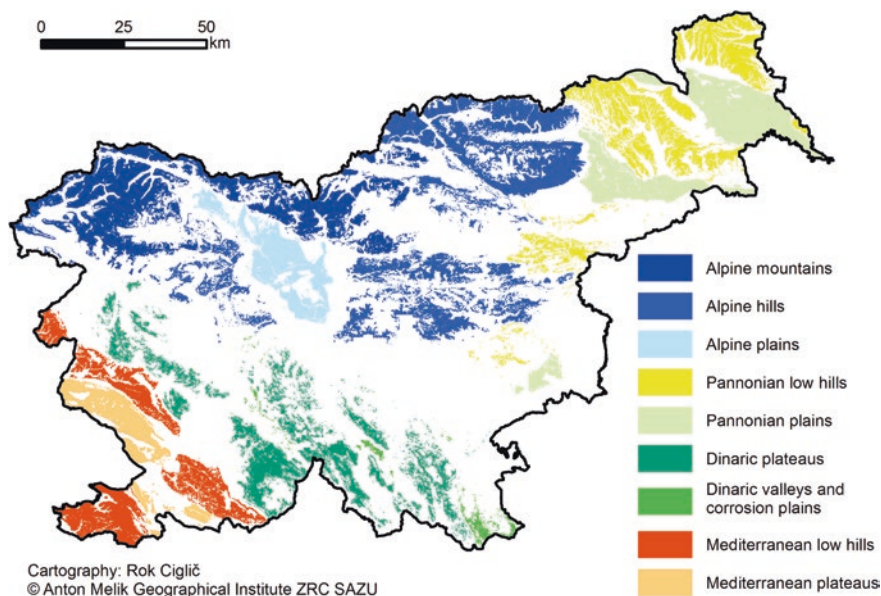 0 25 50
km
Alpine mountains
Alpine hills
Alpine plains
Pannonian low hills
Pannonian plains
Dinaric plateaus
Dinaric valleys and
corrosion plains
Mediterranean low hills
Mediterranean plateaus
Cartography: Rok Ciglič
© Anton Melik Geographical Institute ZRC SAZU